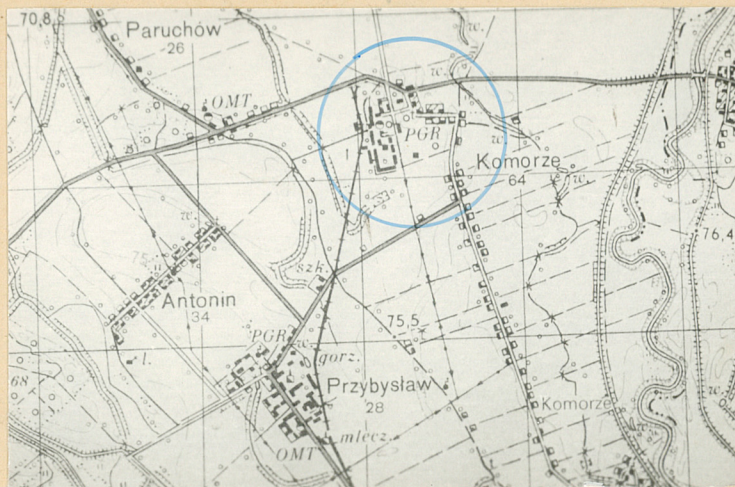 70,8
Paruchów
26
w.
w.
OMT
PGR
w.
Komorze
64
w.
w.
76,4
75
szk.
Antonin
34
75,5
PGR
w.
gorz.
l.
68
Przybysław
28
w.
Komorze
mlecz.
OMT
w.